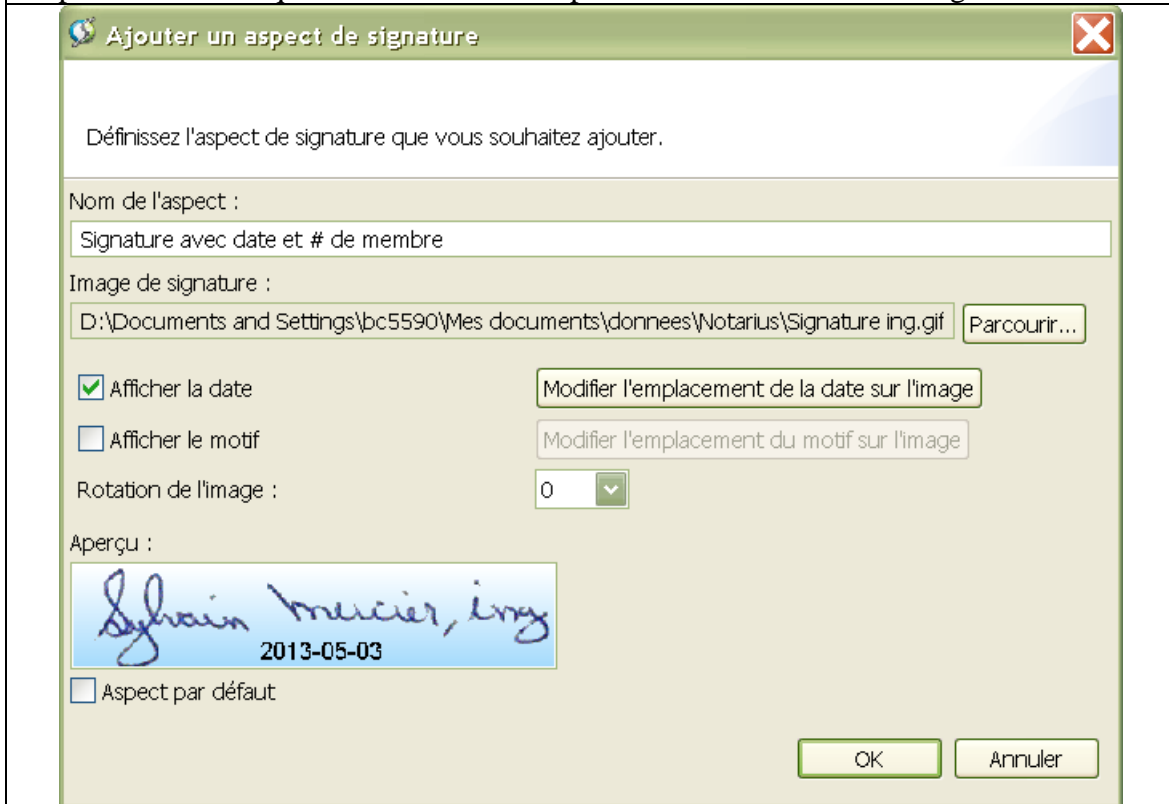 Ajouter un aspect de signature
Définissez l'aspect de signature que vous souhaitez ajouter.
Nom de l'aspect :
Signature avec date et # de membre
Image de signature :
D:\Documents and Settings\bc5590\Mes documents\donnees\Notarius\Signature ing.gif Parcourir...
Afficher la date Modifier l'emplacement de la date sur l'image
Afficher le motif Modifier l'emplacement du motif sur l'image
Rotation de l'image : 0
Aperçu :
Sylvain Mercier, ing
2013-05-03
Aspect par défaut
OK Annuler